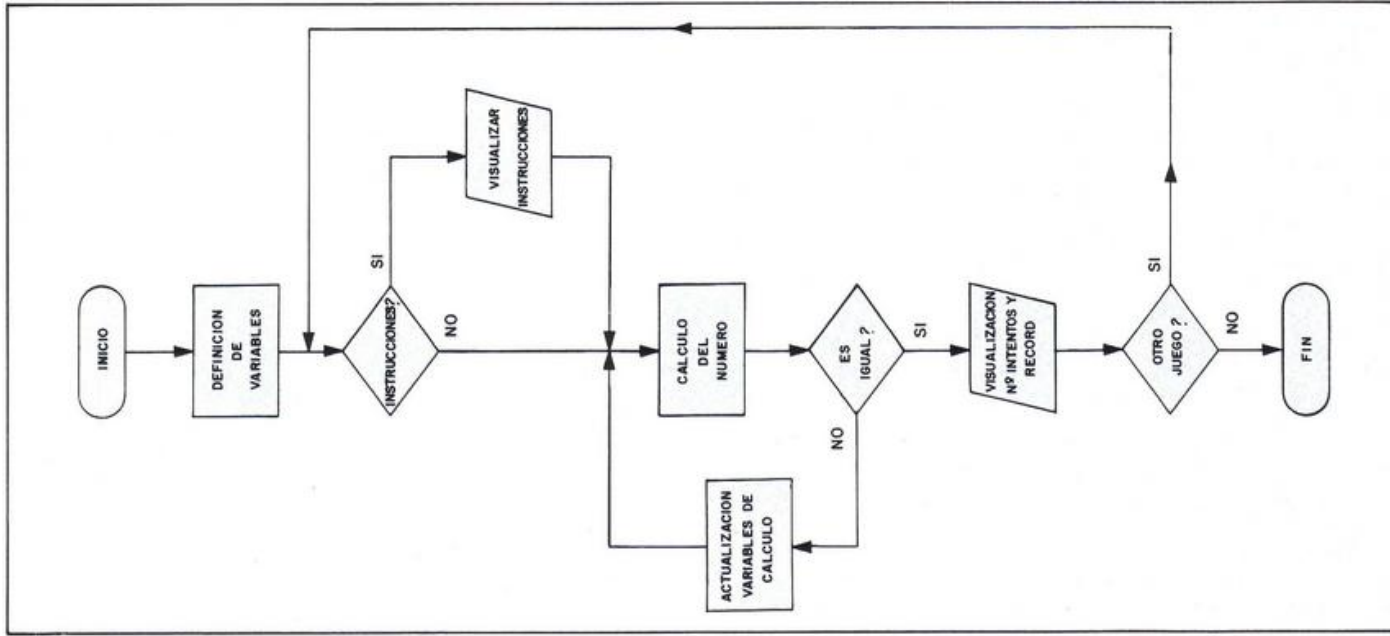 INICIO
DEFINICION
DE
VARIABLES
INSTRUCCIONES?
SI
NO
VISUALIZAR
INSTRUCCIONES
CALCULO
DEL
NUMERO
ES
IGUAL ?
NO
SI
ACTUALIZACION
VARIABLES DE
CALCULO
VISUALIZACION
Nº INTENTOS Y
RECORD
OTRO
JUEGO ?
SI
NO
FIN